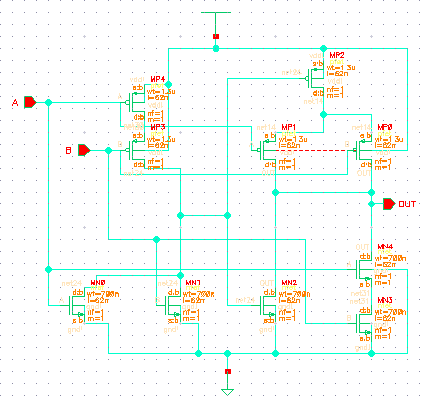 MP2
s:b
wt=1.3u
l=62n
nf=1
m=1
d:b
A
MP4
s:b
wt=1.3u
l=62n
nf=1
m=1
d:b
B
MP3
s:b
wt=1.3u
l=62n
nf=1
m=1
d:b
MP1
s:b
wt=1.3u
l=62n
nf=1
m=1
d:b
MP0
s:b
wt=1.3u
l=62n
nf=1
m=1
d:b
OUT
MN4
d:b
wt=700n
l=62n
nf=1
m=1
s:b
MN0
d:b
wt=700n
l=62n
nf=1
m=1
s:b
gnd!
MN1
d:b
wt=700n
l=62n
nf=1
m=1
s:b
gnd!
MN2
d:b
wt=700n
l=62n
nf=1
m=1
s:b
gnd!
MN3
d:b
wt=700n
l=62n
nf=1
m=1
s:b
gnd!